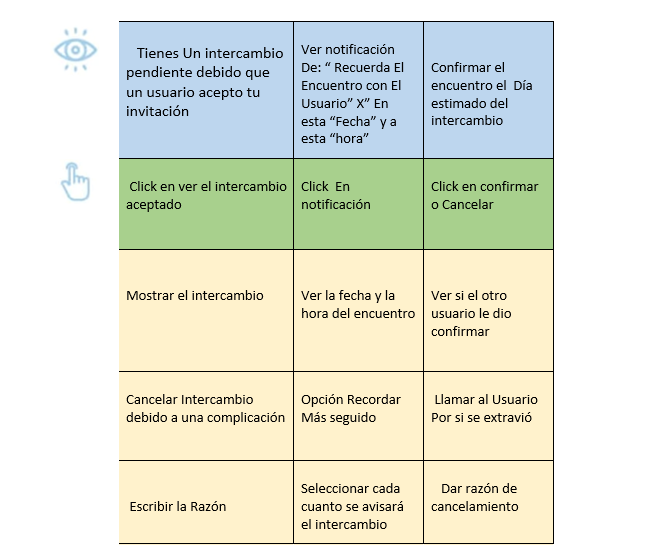 Tienes Un intercambio
pendiente debido que
un usuario acepto tu
invitación
Ver notificación
De: “ Recuerda El
Encuentro con El
Usuario” X” En
esta “Fecha” y a
esta “hora”
Confirmar el
encuentro el Día
estimado del
intercambio
Click en ver el intercambio
aceptado
Click En
notificación
Click en confirmar
o Cancelar
Mostrar el intercambio
Ver la fecha y la
hora del encuentro
Ver si el otro
usuario le dio
confirmar
Cancelar Intercambio
debido a una complicación
Opción Recordar
Más seguido
Llamar al Usuario
Por si se extravió
Escribir la Razón
Seleccionar cada
cuanto se avisará
el intercambio
Dar razón de
cancelamiento